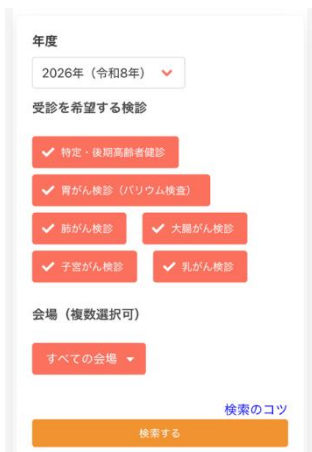 年度
2026年（令和8年）
受診を希望する検診
特定・後期高齢者健診
胃がん検診（バリウム検査）
肺がん検診 大腸がん検診
子宮がん検診 乳がん検診
会場（複数選択可）
すべての会場
検索のコツ
検索する